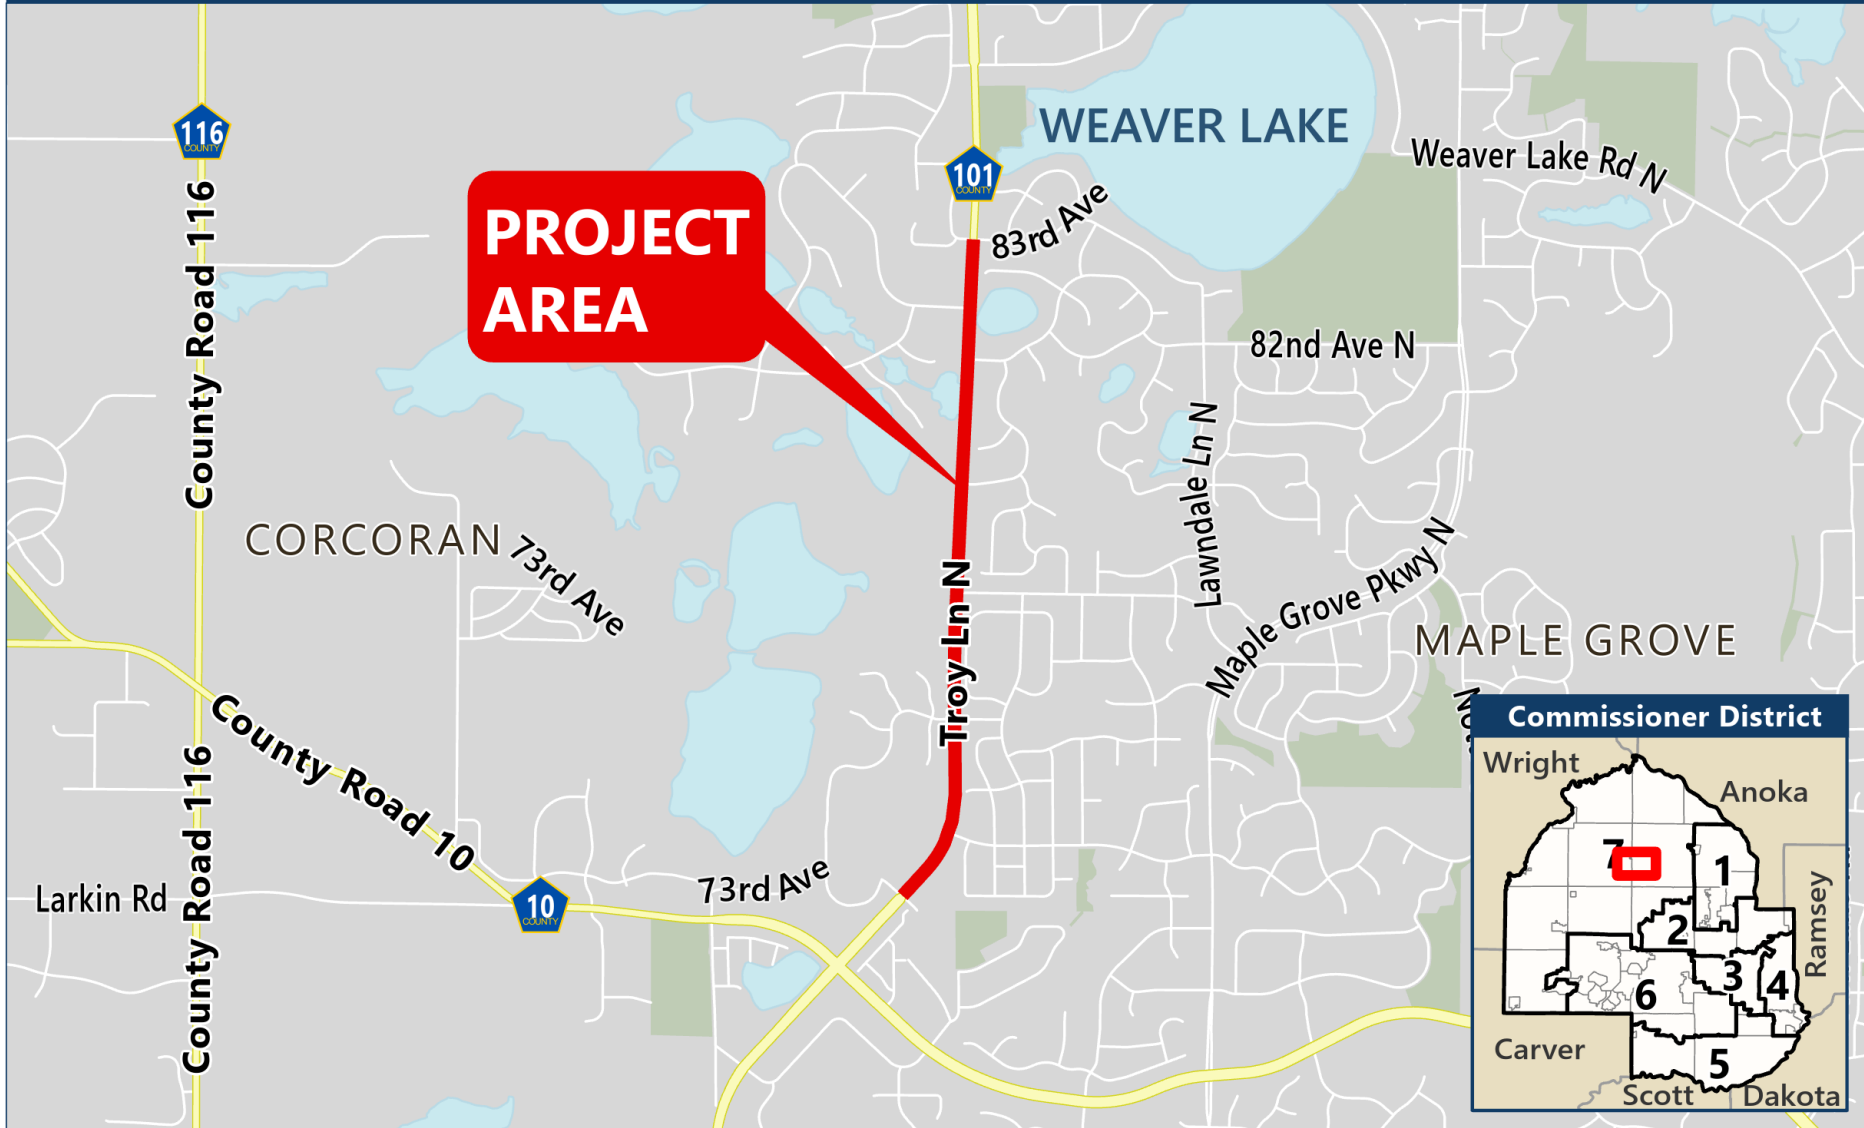 116
COUNTY
County Road 116
101
COUNTY
WEAVER LAKE
Weaver Lake Rd N
83rd Ave
PROJECT
AREA
82nd Ave N
Lawndale Ln N
CORCORAN
73rd Ave
Troy Ln N
Maple Grove Pkwy N
MAPLE GROVE
County Road 10
County Road 116
Larkin Rd
10
COUNTY
73rd Ave
Commissioner District
Wright
Anoka
7
1
2
Ramsey
3
4
6
Carver
5
Scott
Dakota